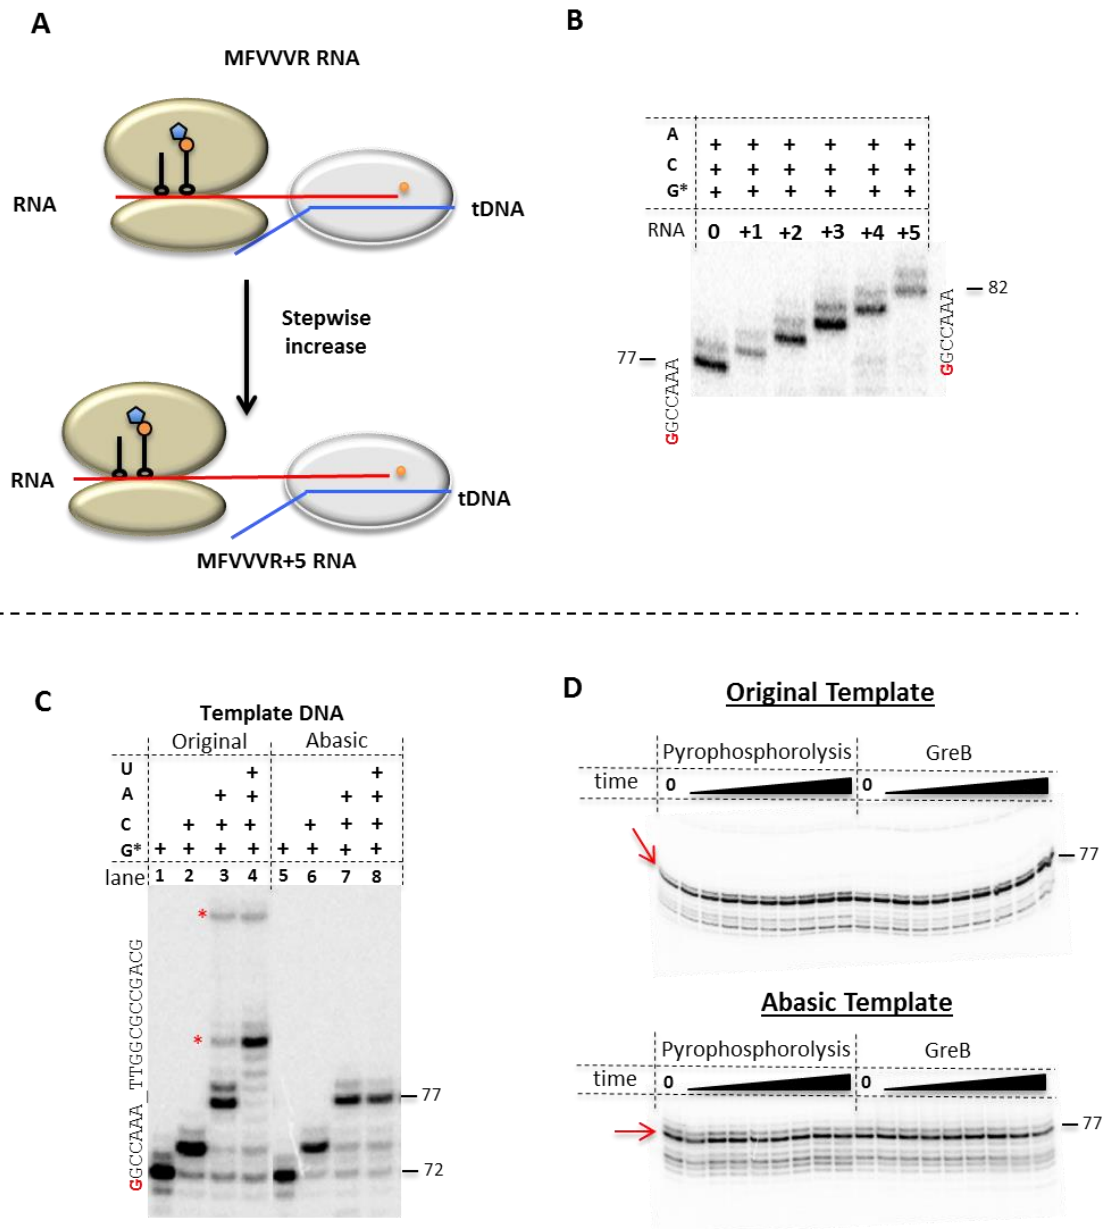 A
MFVVVR RNA
RNA
tDNA
Stepwise
increase
RNA
tDNA
MFVVVR+5 RNA
B
A + + + + + +
C + + + + + +
G* + + + + + +
RNA 0 +1 +2 +3 +4 +5
77
GGCCAAA
82
GGCCAAA
C
Template DNA
Original Abasic
U + +
A + + + +
C + + + + + +
G* + + + + + + + +
lane 1 2 3 4 5 6 7 8
*
*
GGCCAAA TTGGCGCCGACG
77
72
D
Original Template
Pyrophosphorolysis GreB
time 0 0
77
Abasic Template
Pyrophosphorolysis GreB
time 0 0
77